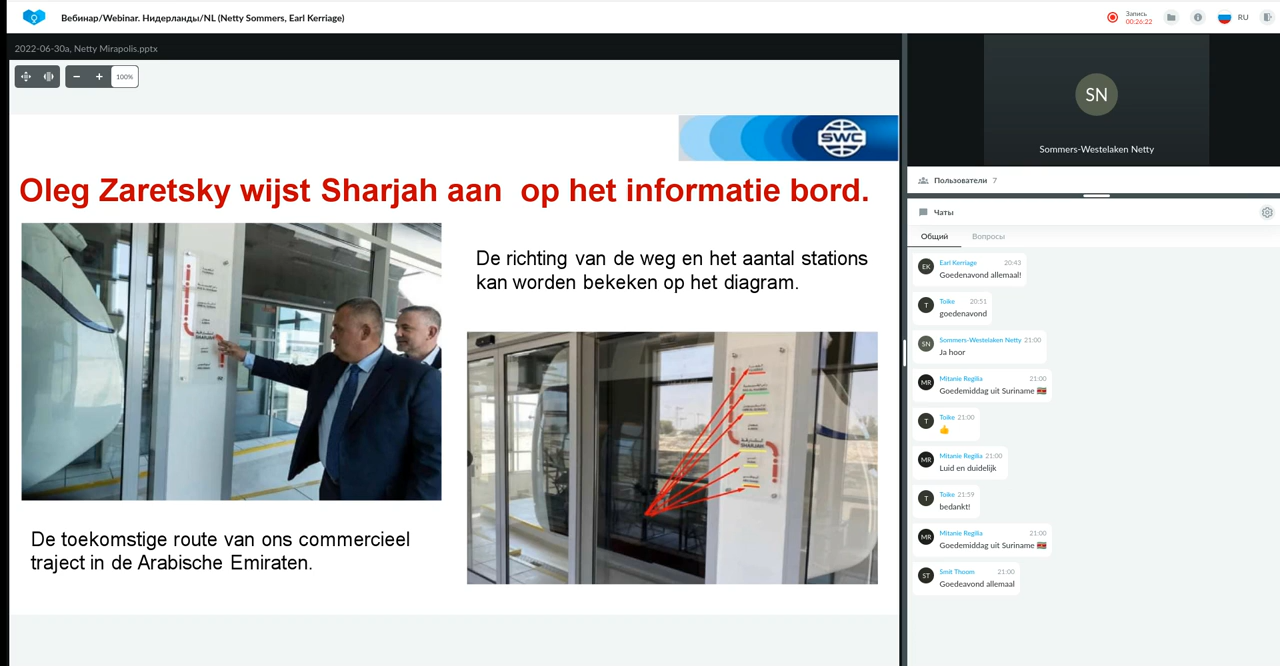 Вебинар/Webinar. Нидерланды/NL (Netty Sommers, Earl Kerriage)
Запись
00:26:22
RU
2022-06-30a, Netty Mirapolis.pptx
100%
SWC
Oleg Zaretsky wijst Sharjah aan op het informatie bord.
De richting van de weg en het aantal stations
kan worden bekeken op het diagram.
SHARJAH
SHARJAH
De toekomstige route van ons commercieel
traject in de Arabische Emiraten.
SN
Sommers-Westelaken Netty
Пользователи 7
Чаты
Общий Вопросы
EK
Earl Kerriage 20:43
Goedenavond allemaal!
T
Toike 20:51
goedenavond
SN
Sommers-Westelaken Netty 21:00
Ja hoor
MR
Mitanie Regilia 21:00
Goedemiddag uit Suriname 🇸🇷
T
Toike 21:00
👍
MR
Mitanie Regilia 21:00
Luid en duidelijk
T
Toike 21:59
bedankt!
MR
Mitanie Regilia 21:00
Goedemiddag uit Suriname 🇸🇷
ST
Smit Thoom 21:00
Goedeavond allemaal